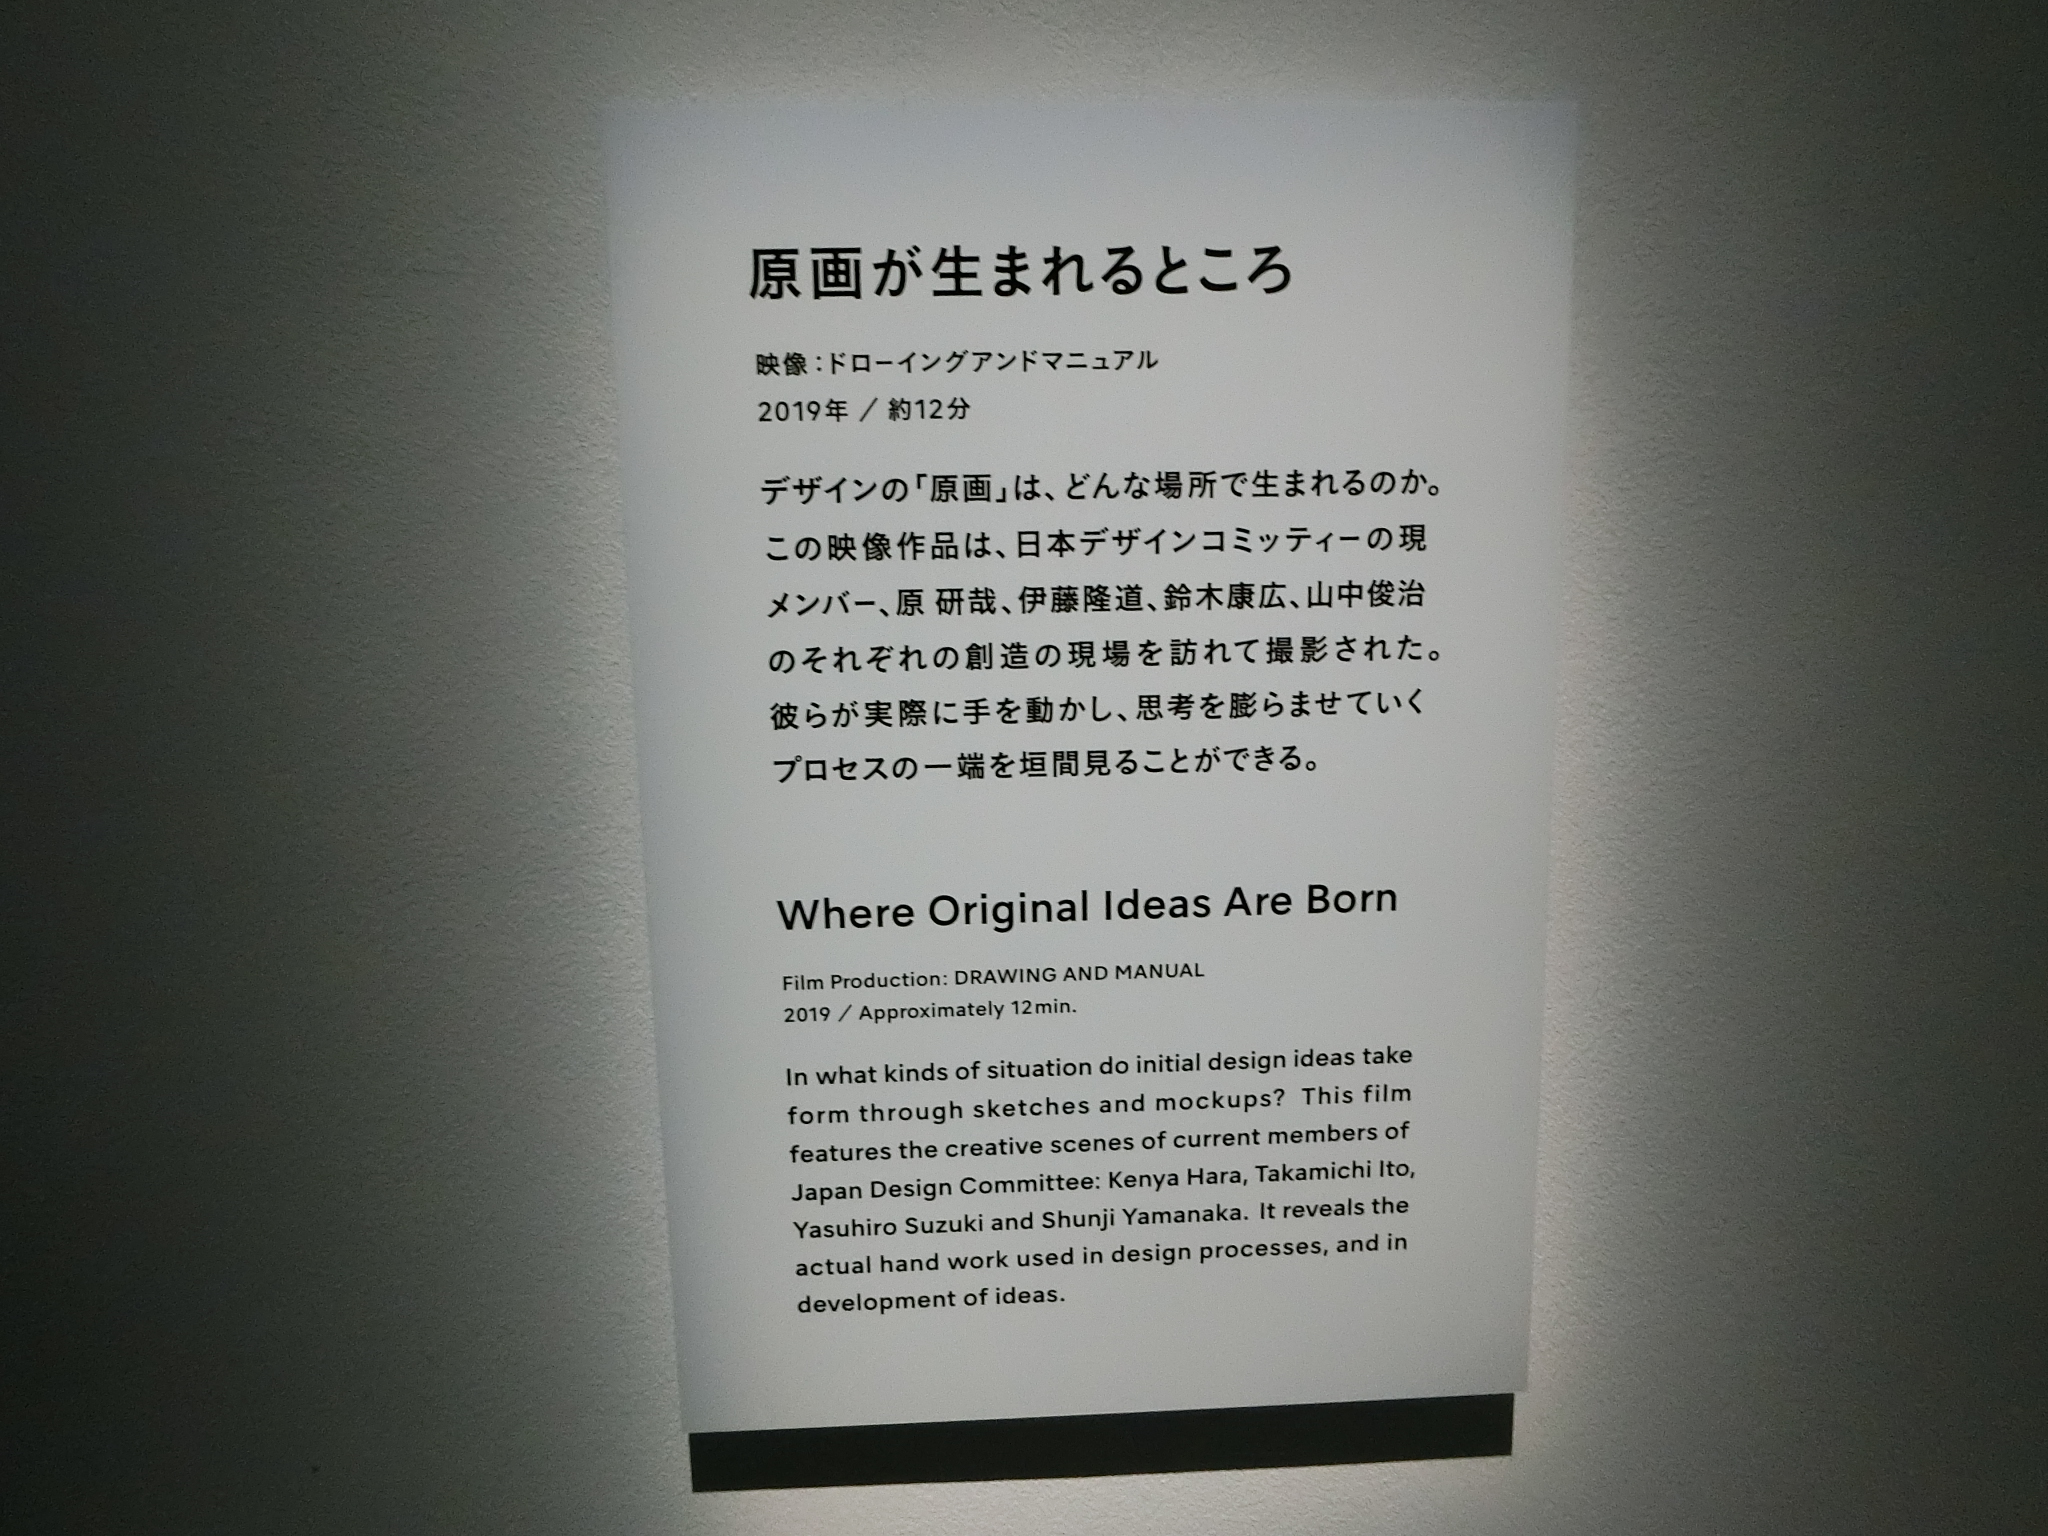 原画が生まれるところ
映像：ドローイングアンドマニュアル
2019年 ／ 約12分
デザインの「原画」は、どんな場所で生まれるのか。
この映像作品は、日本デザインコミッティーの現
メンバー、原 研哉、伊藤隆道、鈴木康広、山中俊治
のそれぞれの創造の現場を訪れて撮影された。
彼らが実際に手を動かし、思考を膨らませていく
プロセスの一端を垣間見ることができる。
Where Original Ideas Are Born
Film Production: DRAWING AND MANUAL
2019 ／ Approximately 12min.
In what kinds of situation do initial design ideas take
form through sketches and mockups? This film
features the creative scenes of current members of
Japan Design Committee: Kenya Hara, Takamichi Ito,
Yasuhiro Suzuki and Shunji Yamanaka. It reveals the
actual hand work used in design processes, and in
development of ideas.